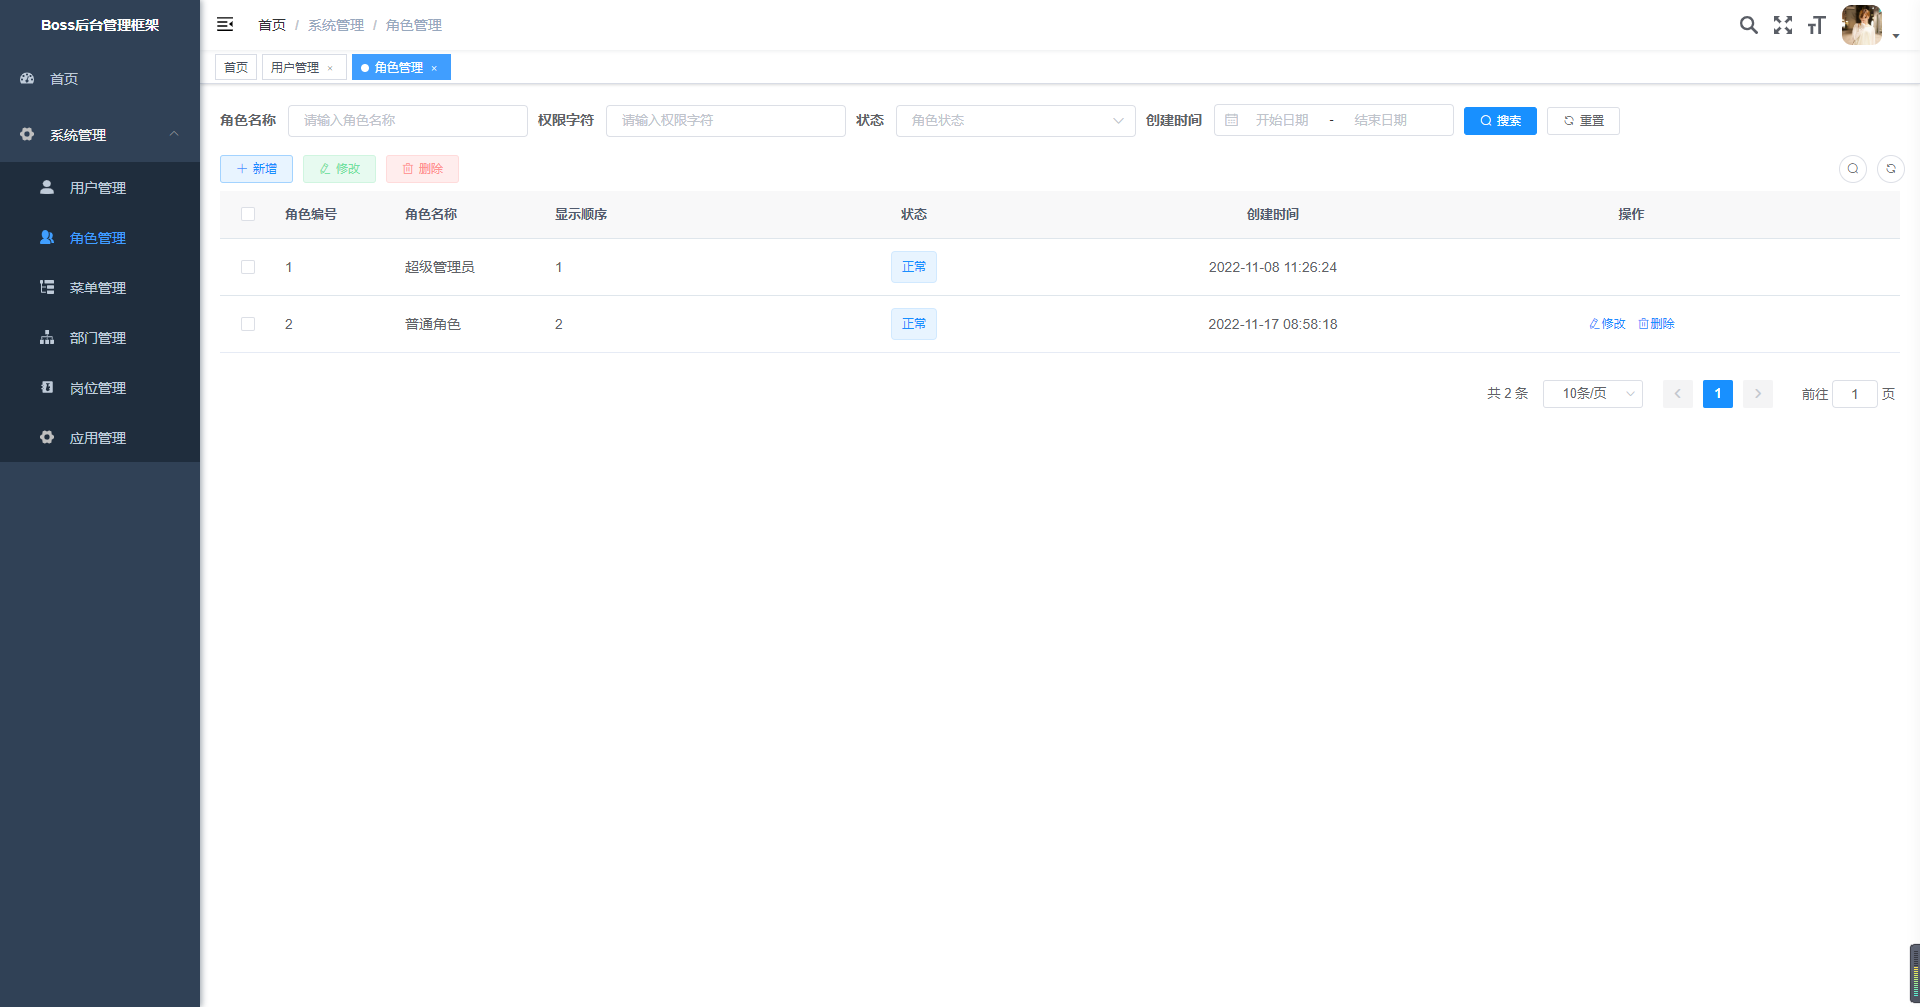 Boss后台管理框架
首页
系统管理
用户管理
角色管理
菜单管理
部门管理
岗位管理
应用管理
首页 / 系统管理 / 角色管理
首页 用户管理 × 角色管理 ×
角色名称 请输入角色名称 权限字符 请输入权限字符 状态 角色状态 创建时间 开始日期 - 结束日期 搜索 重置
新增 修改 删除
角色编号 角色名称 显示顺序 状态 创建时间 操作
1 超级管理员 1 正常 2022-11-08 11:26:24
2 普通角色 2 正常 2022-11-17 08:58:18 修改 删除
共 2 条 10条/页 1 前往 1 页